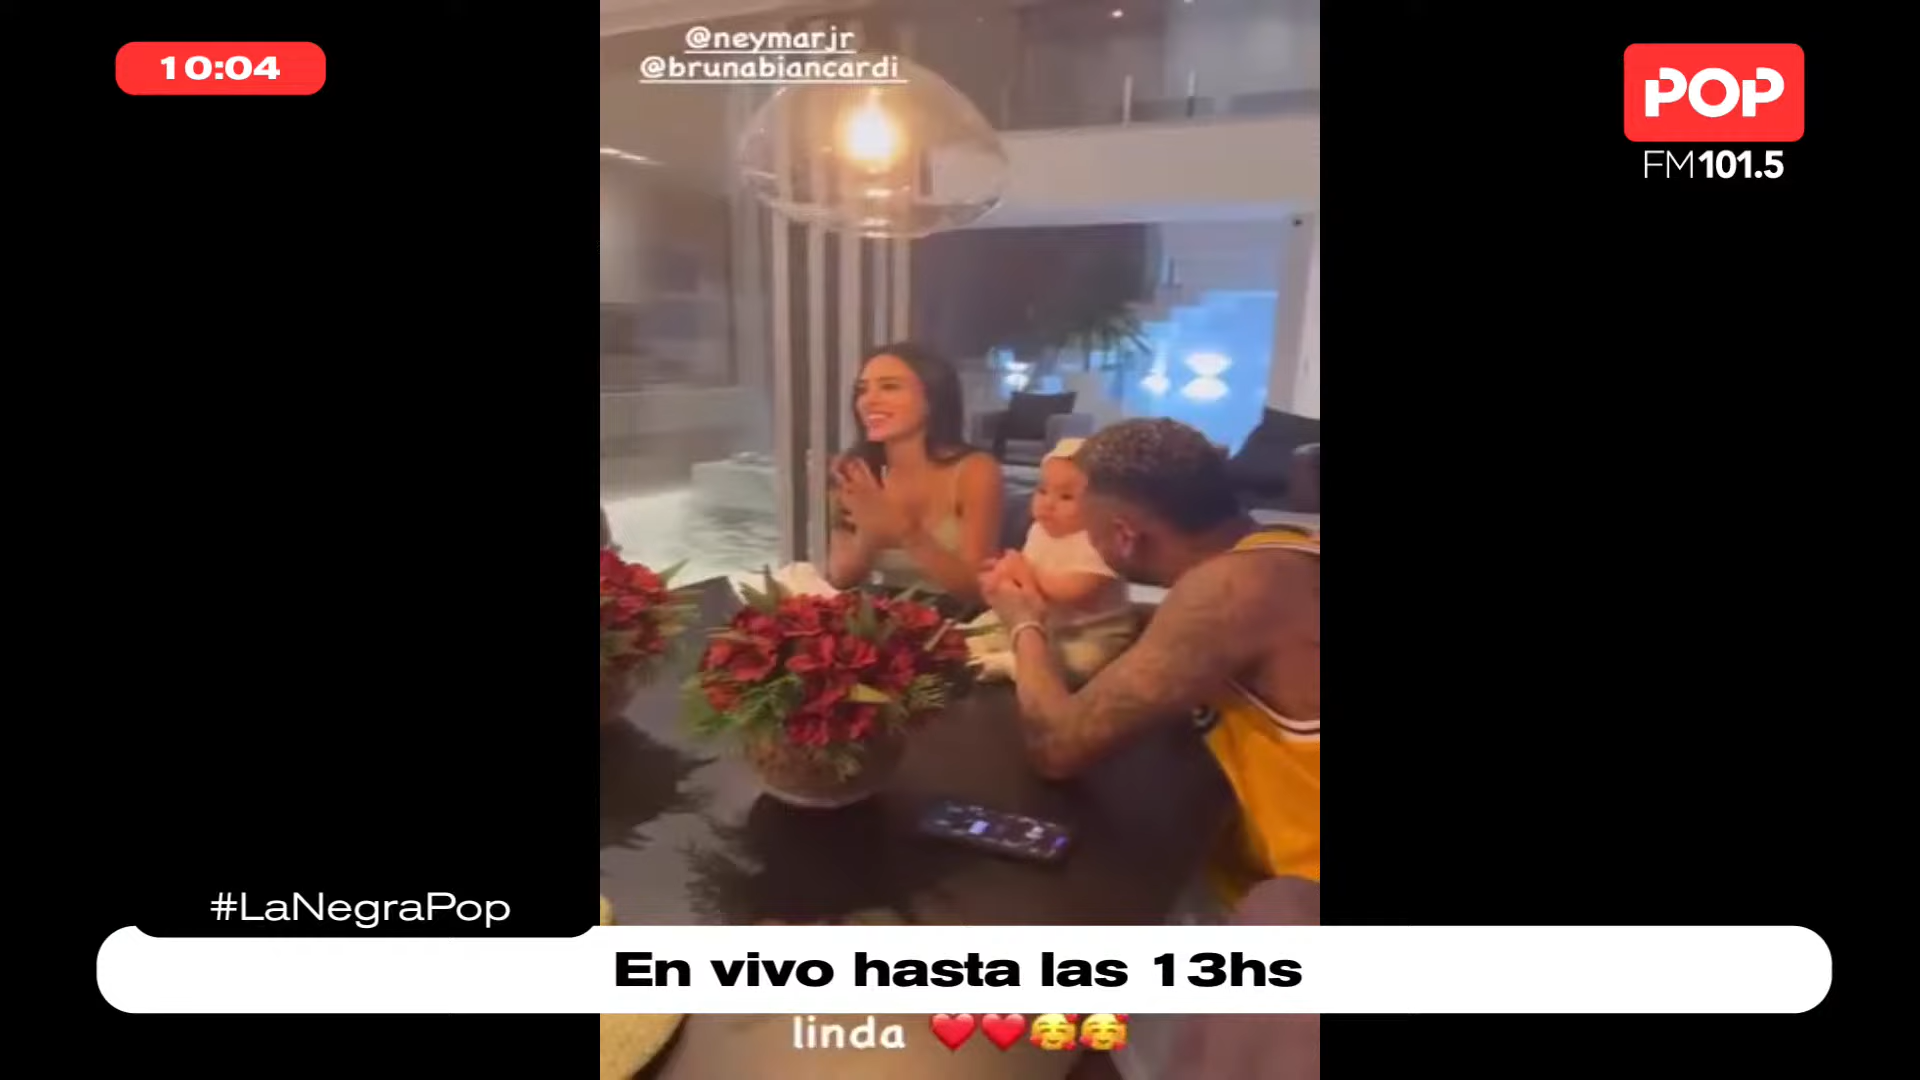 @neymarjr
@brunabiancardi
10:04
POP
FM101.5
#LaNegraPop
En vivo hasta las 13hs
linda ❤️❤️🥰🥰